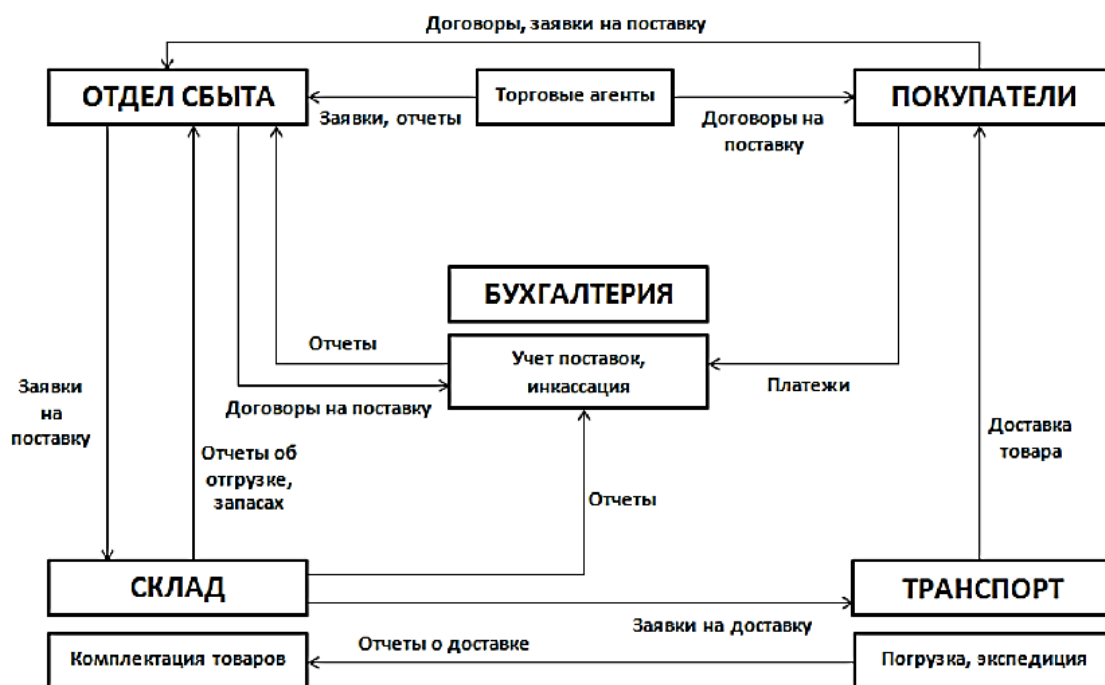 Договоры, заявки на поставку
ОТДЕЛ СБЫТА
Торговые агенты
ПОКУПАТЕЛИ
Заявки, отчеты
Договоры на
поставку
БУХГАЛТЕРИЯ
Отчеты
Учет поставок,
инкассация
Платежи
Заявки
на
поставку
Договоры на поставку
Отчеты об
отгрузке,
запасах
Доставка
товара
Отчеты
СКЛАД
ТРАНСПОРТ
Заявки на доставку
Комплектация товаров
Отчеты о доставке
Погрузка, экспедиция